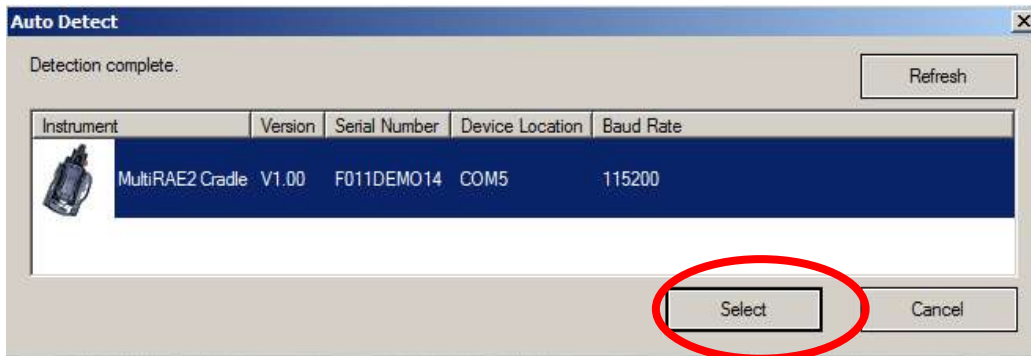 Auto Detect
Detection complete.
Refresh
Instrument Version Serial Number Device Location Baud Rate
MultiRAE2 Cradle V1.00 F011DEMO14 COM5 115200
Select Cancel